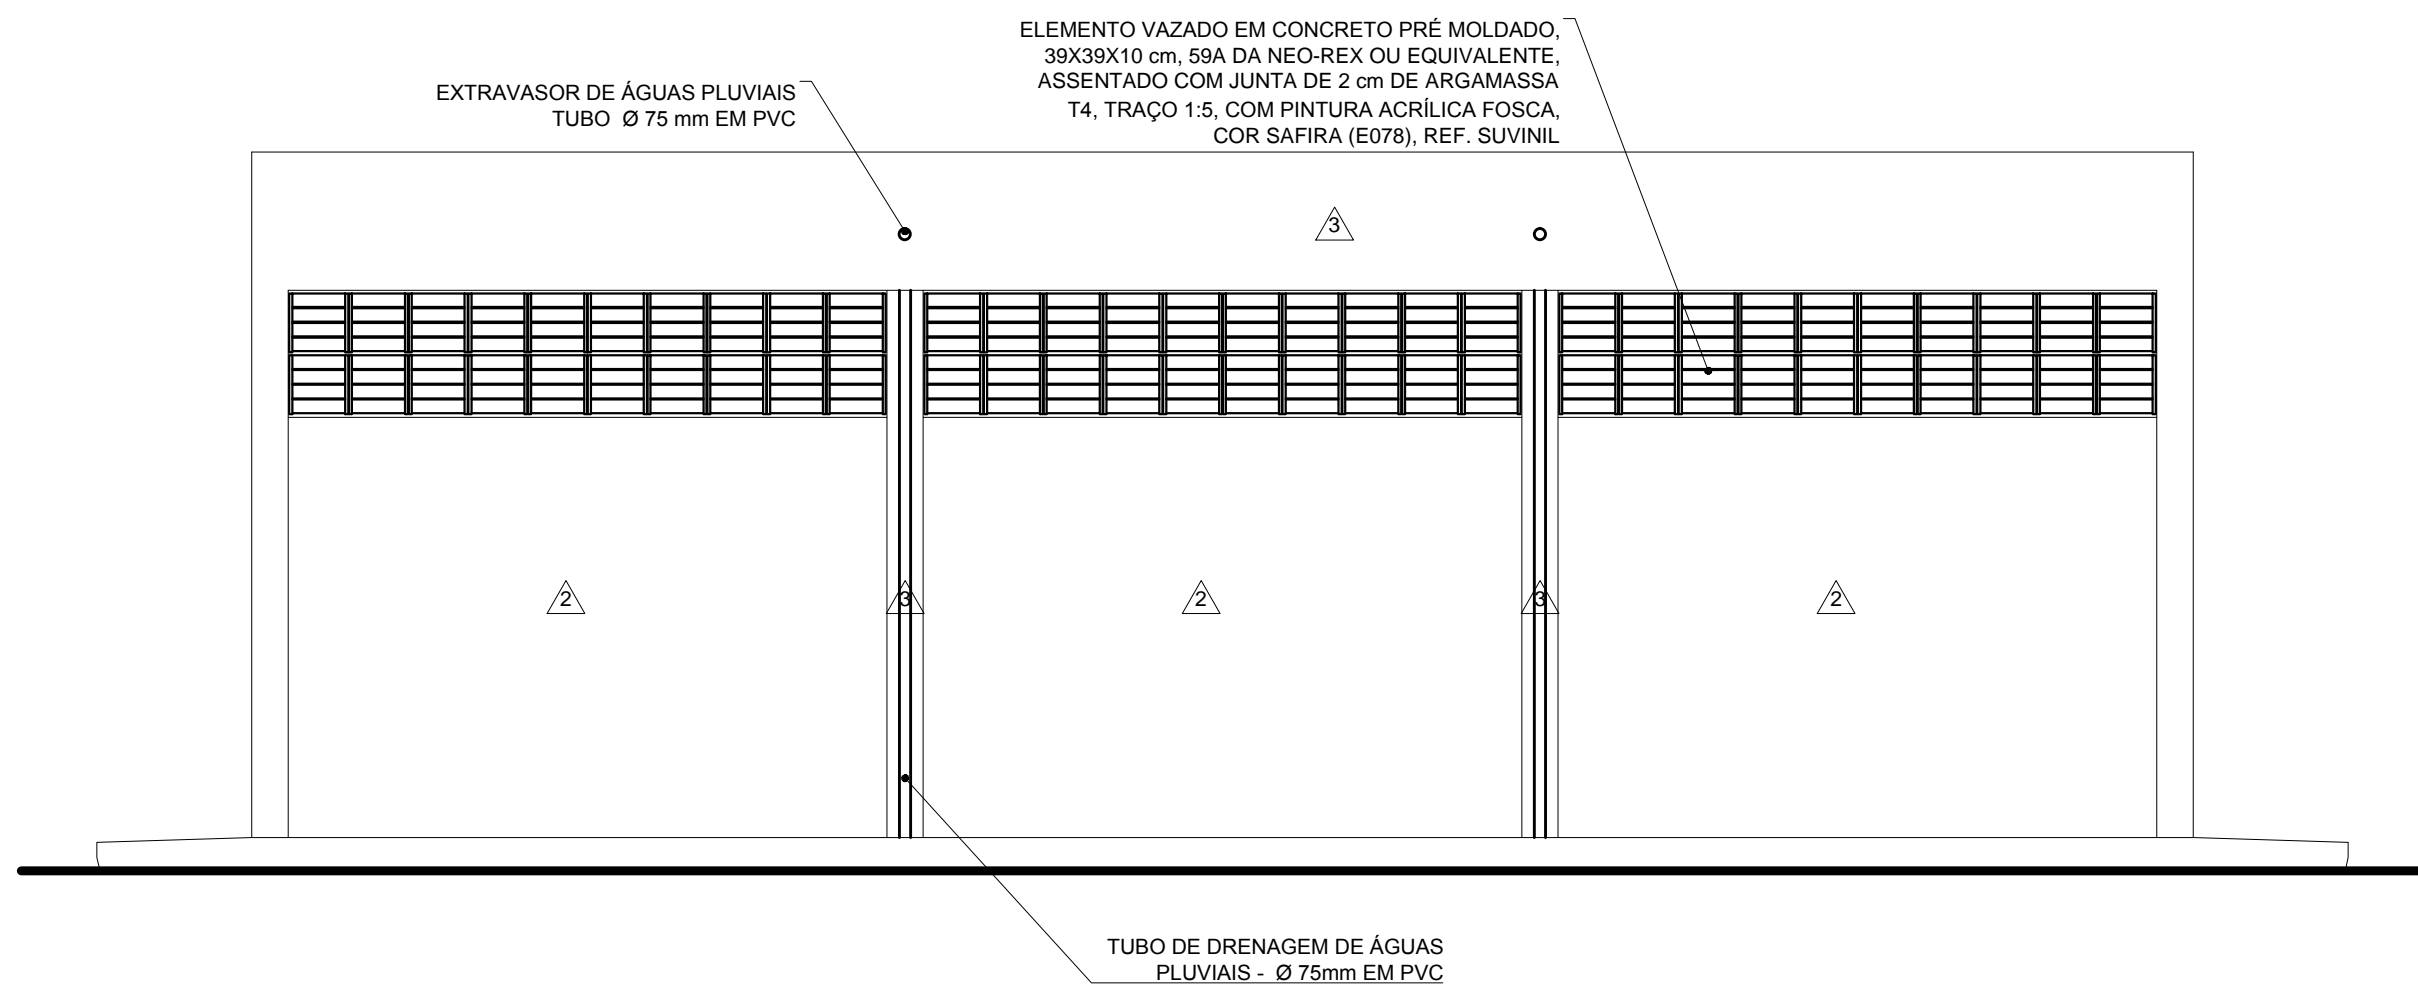 ELEMENTO VAZADO EM CONCRETO PRÉ MOLDADO,
39X39X10 cm, 59A DA NEO-REX OU EQUIVALENTE,
ASSENTADO COM JUNTA DE 2 cm DE ARGAMASSA
T4, TRAÇO 1:5, COM PINTURA ACRÍLICA FOSCA,
COR SAFIRA (E078), REF. SUVINIL
EXTRAVASOR DE ÁGUAS PLUVIAIS
TUBO Ø 75 mm EM PVC
3
2
3
2
3
2
TUBO DE DRENAGEM DE ÁGUAS
PLUVIAIS - Ø 75mm EM PVC